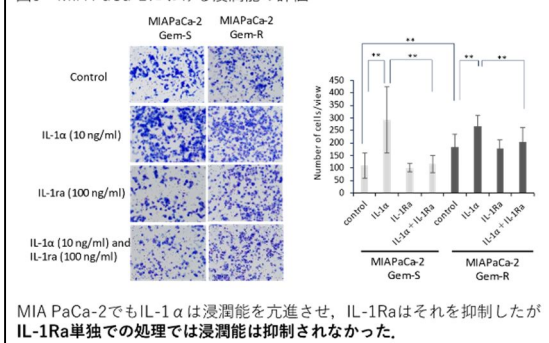 MIAPaCa-2
Gem-S
MIAPaCa-2
Gem-R
Control
IL-1α (10 ng/ml)
IL-1ra (100 ng/ml)
IL-1α (10 ng/ml) and
IL-1ra (100 ng/ml)
**
**
**
**
**
Number of cells/view
450
400
350
300
250
200
150
100
50
0
control
IL-1α
IL-1Ra
IL-1α+IL-1Ra
control
IL-1α
IL-1Ra
IL-1α+IL-1Ra
MIAPaCa-2
Gem-S
MIAPaCa-2
Gem-R
MIA PaCa-2でもIL-1αは浸潤能を亢進させ，IL-1Raはそれを抑制したが
IL-1Ra単独での処理では浸潤能は抑制されなかった．